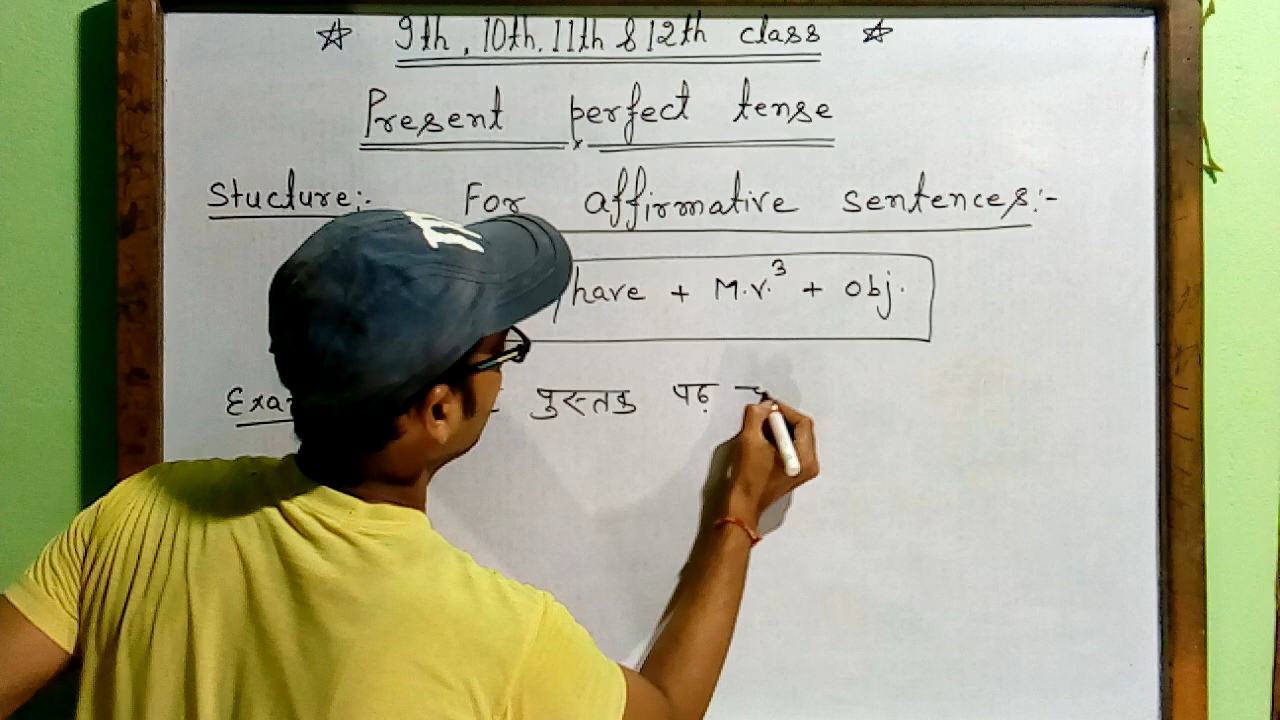 ☆ 9th, 10th, 11th & 12th class ☆
Present perfect tense
Stucture:- For affirmative sentences:-
/have + M.V.³ + obj.
पुस्तक पढ़